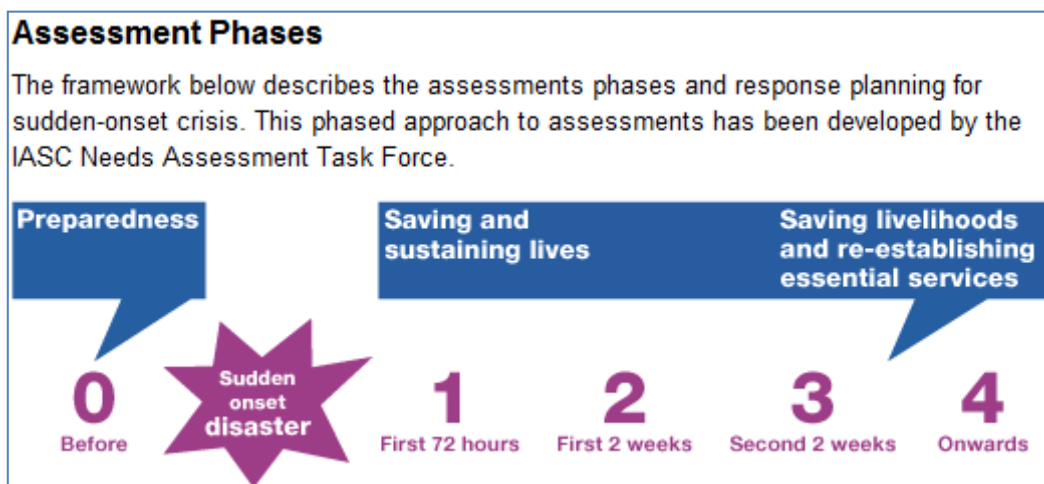 Assessment Phases
The framework below describes the assessments phases and response planning for
sudden-onset crisis. This phased approach to assessments has been developed by the
IASC Needs Assessment Task Force.
Preparedness
Saving and
sustaining lives
Saving livelihoods
and re-establishing
essential services
0
Before
Sudden
onset
disaster
1
First 72 hours
2
First 2 weeks
3
Second 2 weeks
4
Onwards